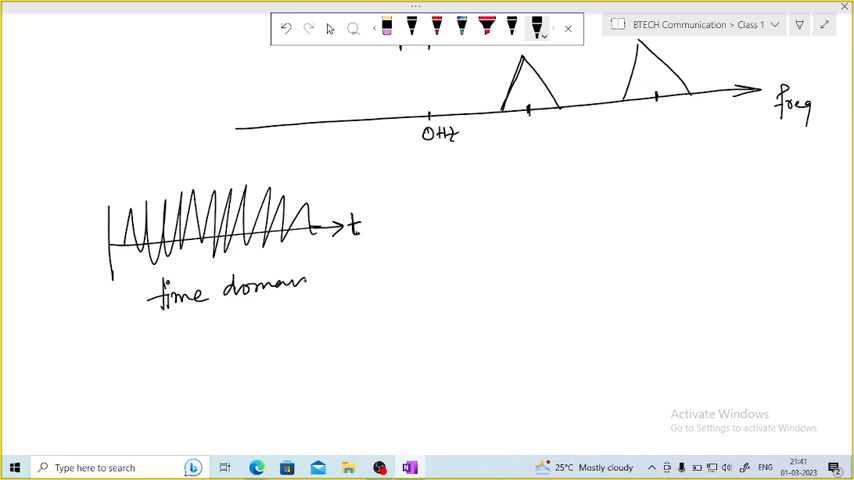 BTECH Communication > Class 1
freq
0Hz
t
time domain
Activate Windows
Go to Settings to activate Windows.
Type here to search
25°C Mostly cloudy
ENG
21:41
01-03-2023
2